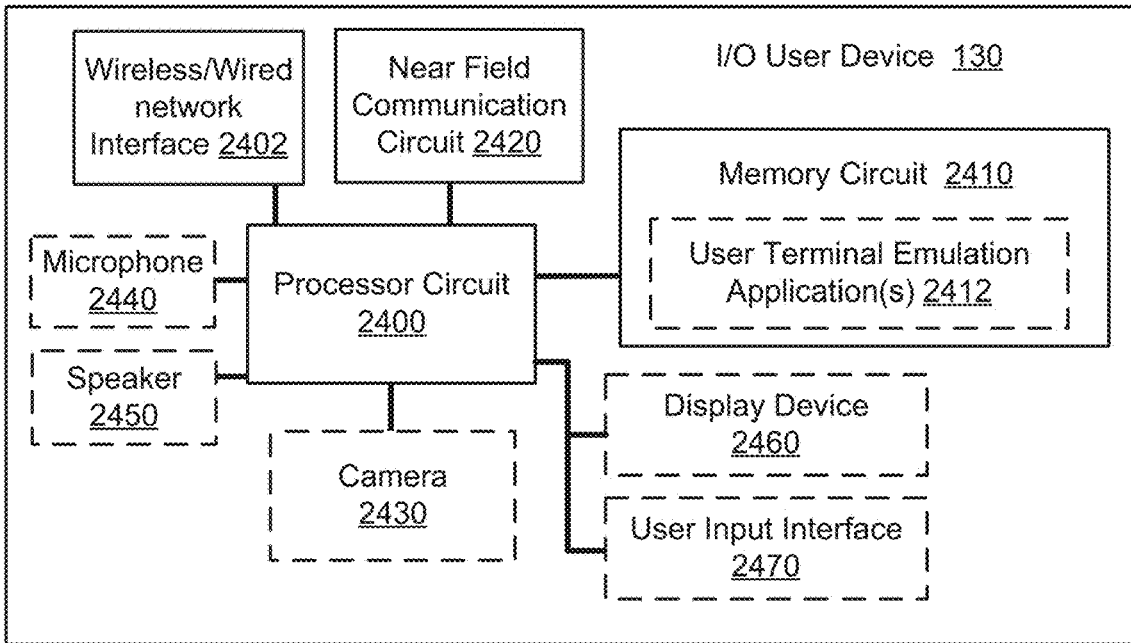 Wireless/Wired
network
Interface 2402
Near Field
Communication
Circuit 2420
I/O User Device 130
Memory Circuit 2410
User Terminal Emulation
Application(s) 2412
Microphone
2440
Processor Circuit
2400
Speaker
2450
Camera
2430
Display Device
2460
User Input Interface
2470